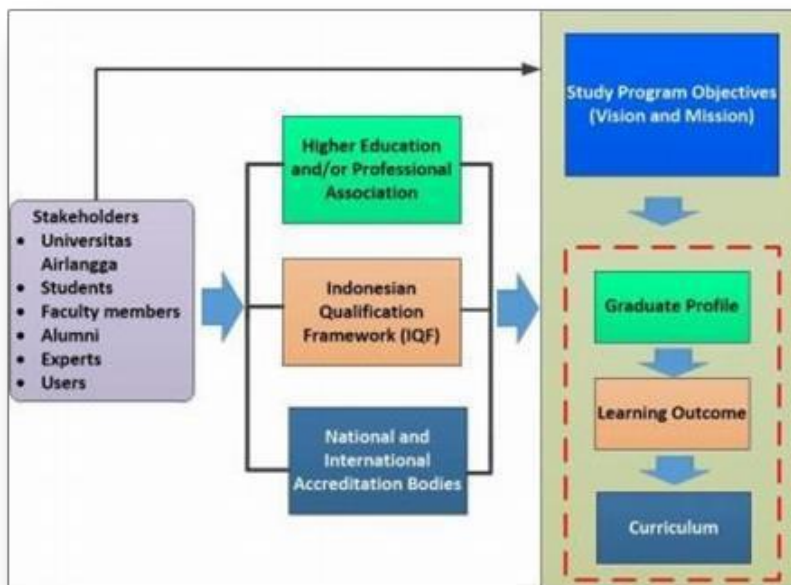 Stakeholders
• Universitas
Airlangga
• Students
• Faculty members
• Alumni
• Experts
• Users
Higher Education
and/or Professional
Association
Indonesian
Qualification
Framework (IQF)
National and
International
Accreditation Bodies
Study Program Objectives
(Vision and Mission)
Graduate Profile
Learning Outcome
Curriculum